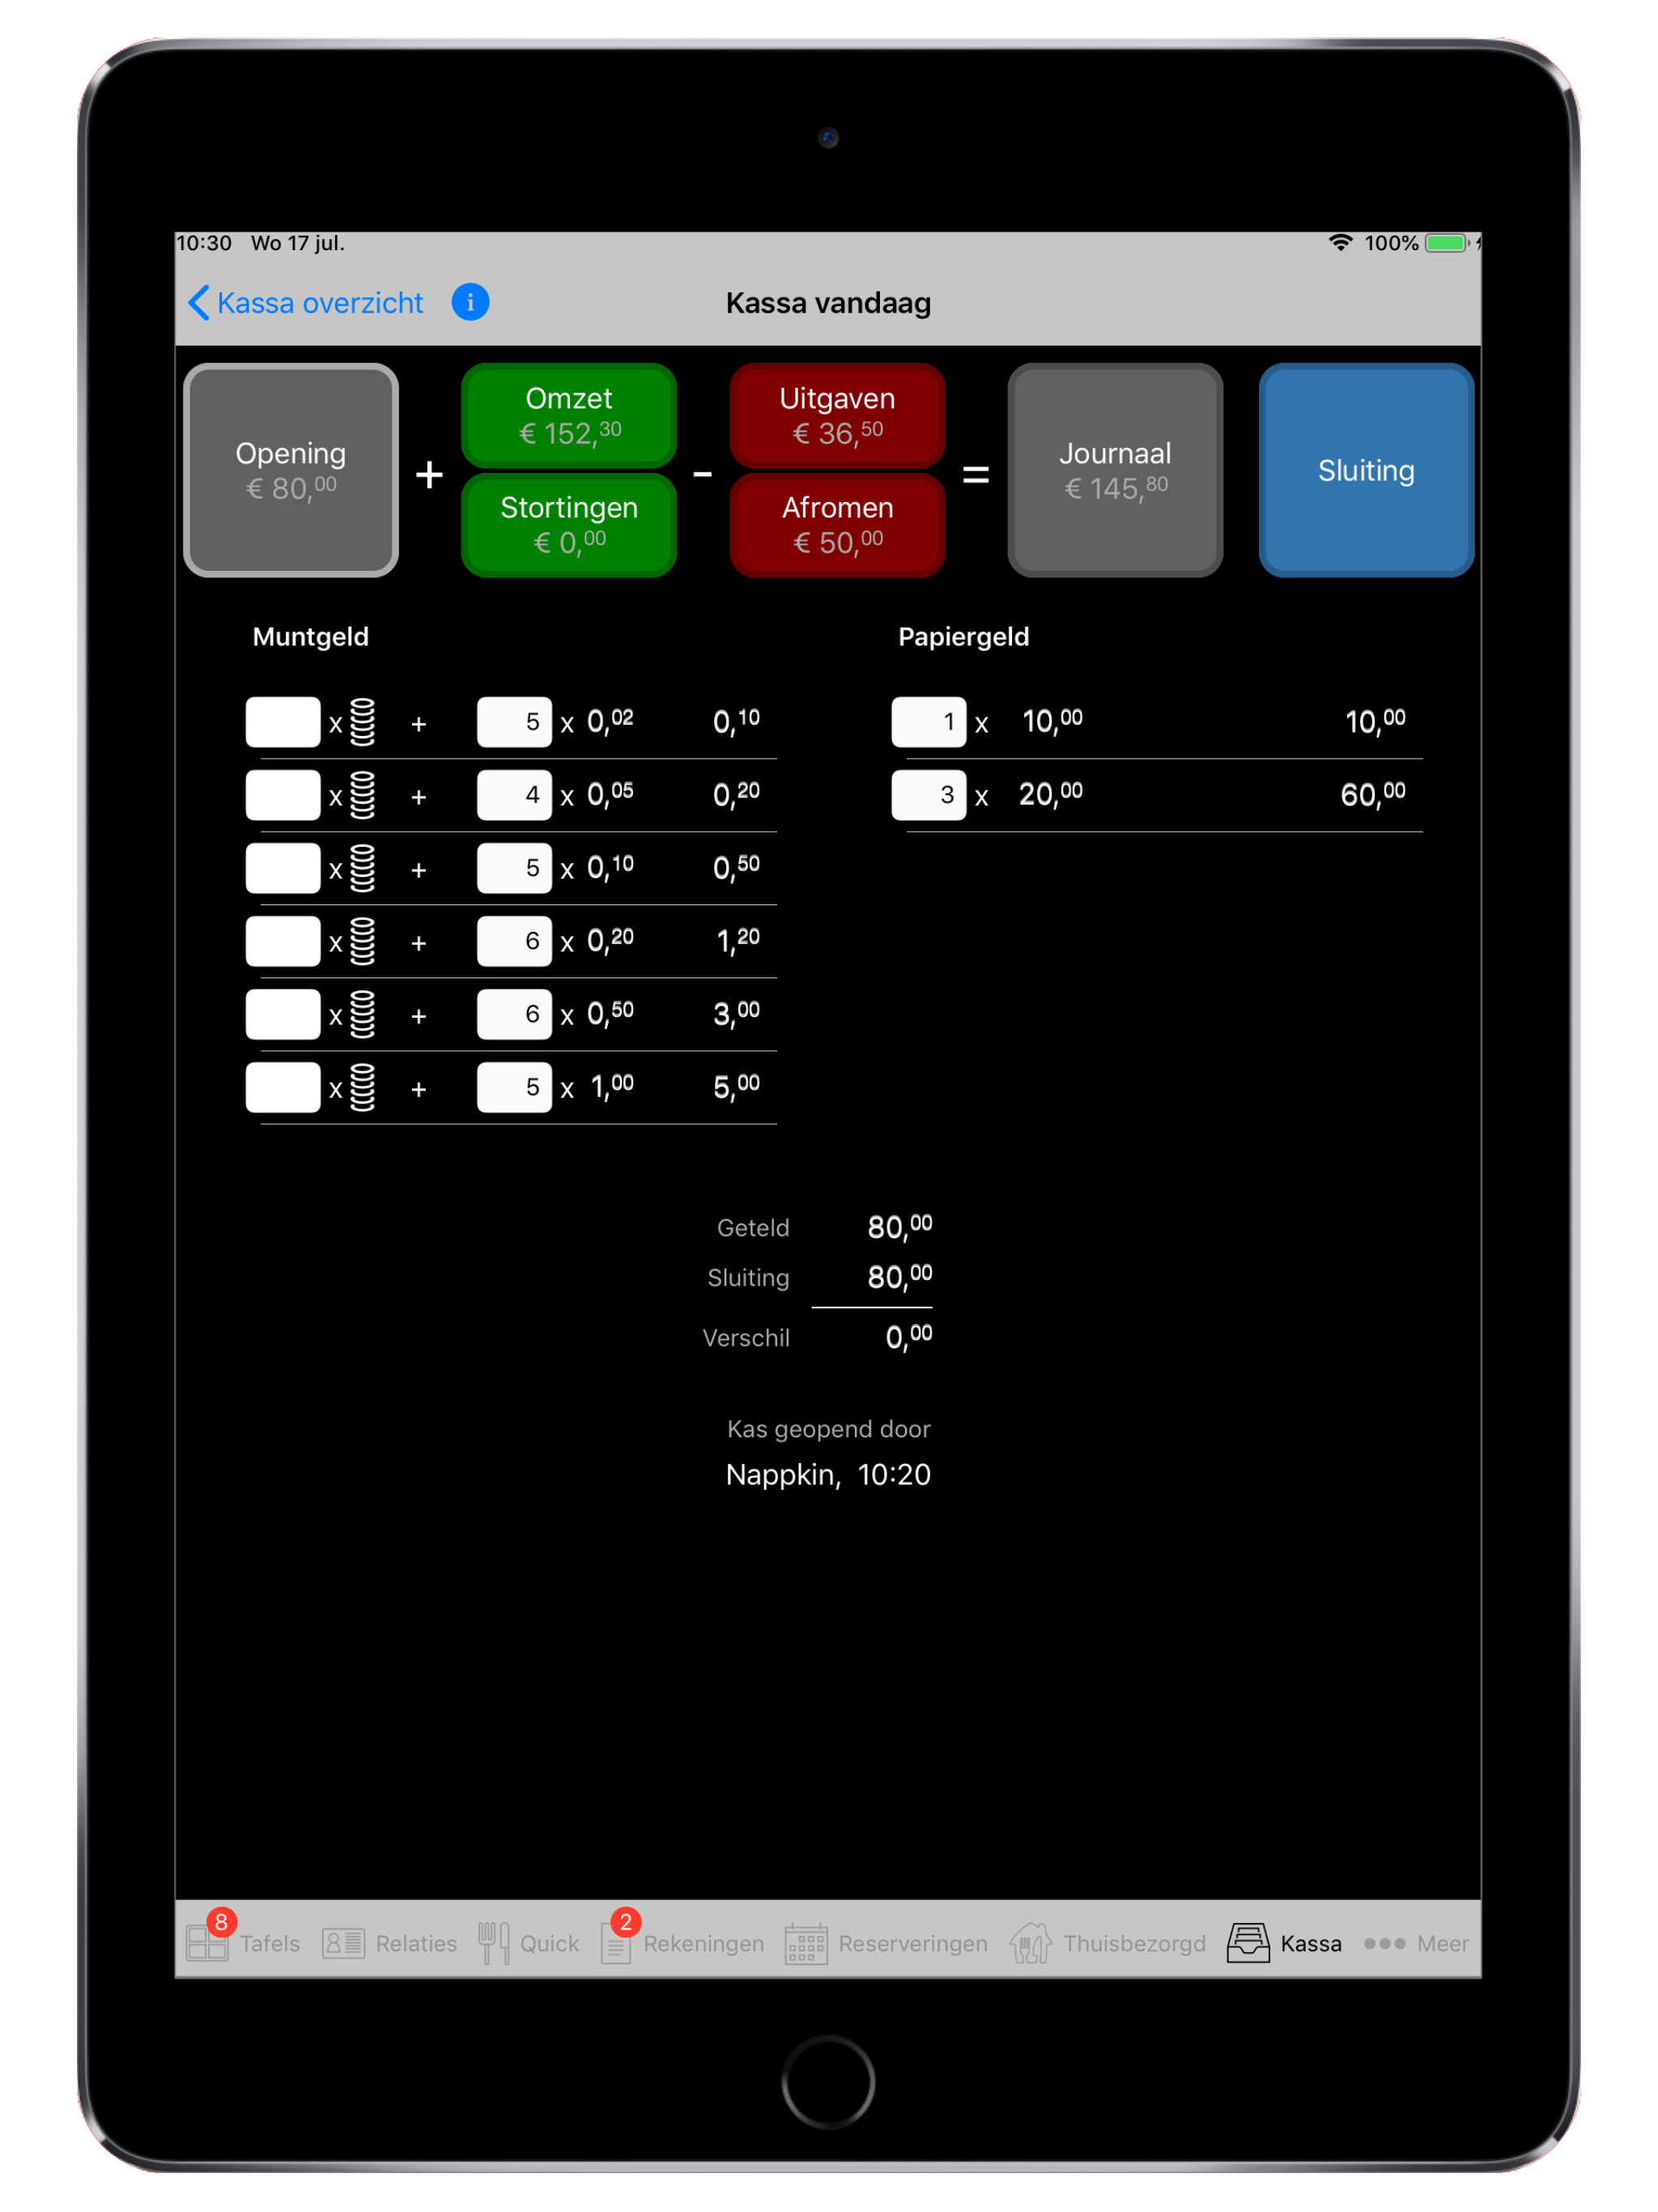 10:30 Wo 17 jul. 100%
Kassa overzicht i Kassa vandaag
Opening
€ 80,00
+
Omzet
€ 152,30
Stortingen
€ 0,00
-
Uitgaven
€ 36,50
Afromen
€ 50,00
=
Journaal
€ 145,80
Sluiting
Muntgeld
x + 5 x 0,02 0,10
x + 4 x 0,05 0,20
x + 5 x 0,10 0,50
x + 6 x 0,20 1,20
x + 6 x 0,50 3,00
x + 5 x 1,00 5,00
Papiergeld
1 x 10,00 10,00
3 x 20,00 60,00
Geteld 80,00
Sluiting 80,00
Verschil 0,00
Kas geopend door
Nappkin, 10:20
8 Tafels Relaties Quick 2 Rekeningen Reserveringen Thuisbezorgd Kassa Meer